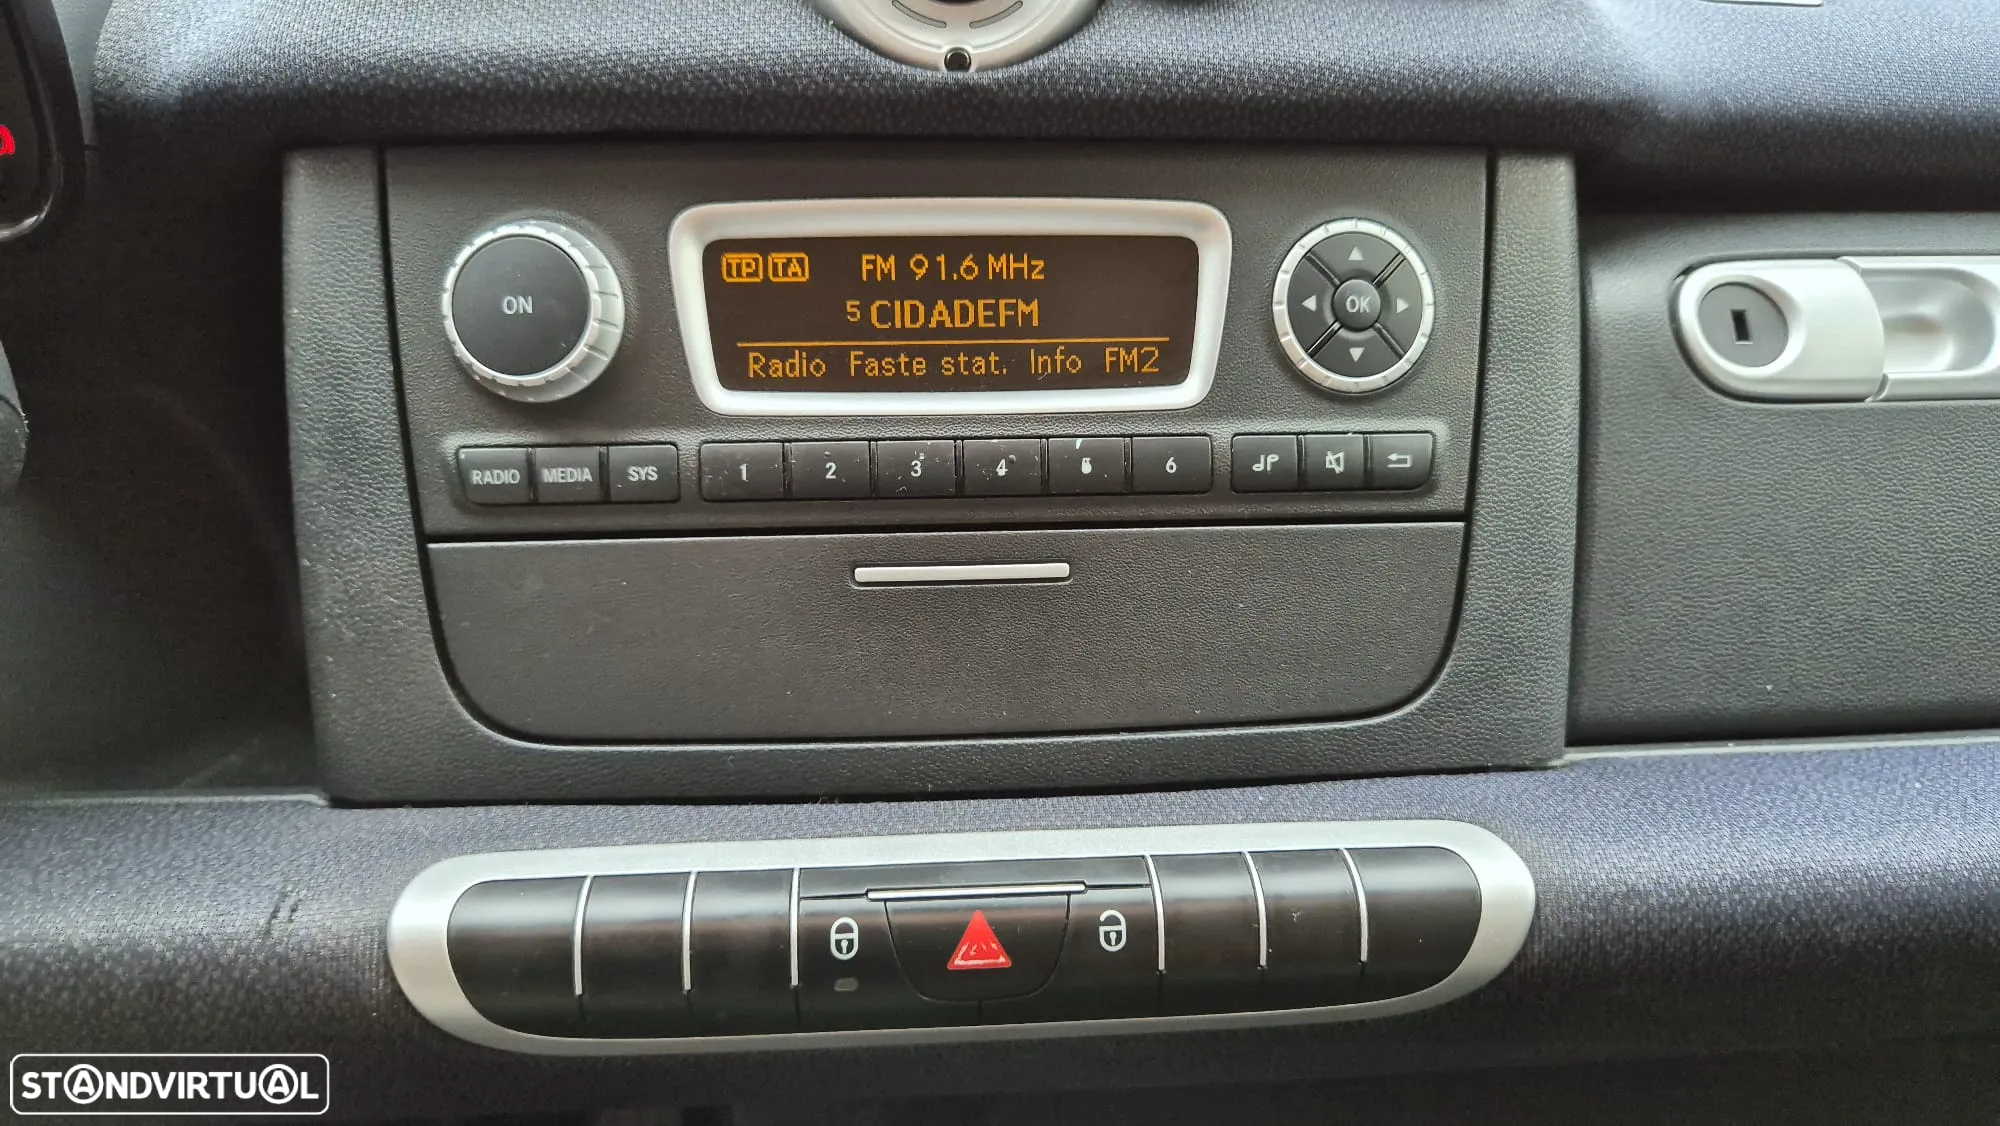 TP TA FM 91.6 MHz
5 CIDADEFM
Radio Faste stat. Info FM2
ON
OK
RADIO MEDIA SYS 1 2 3 4 5 6
STANDVIRTUAL